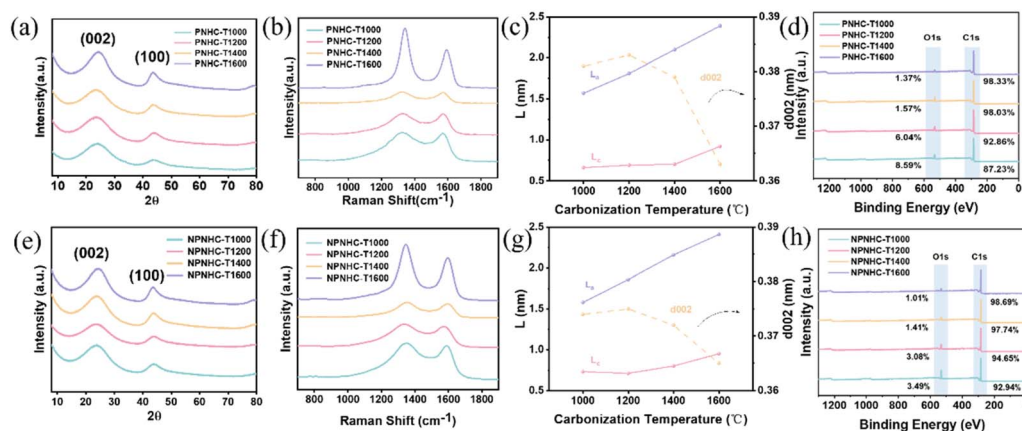 (a)
(002)
(100)
PNHC-T1000
PNHC-T1200
PNHC-T1400
PNHC-T1600
Intensity(a.u.)
10 20 30 40 50 60 70 80
2θ
(b)
PNHC-T1600
PNHC-T1400
PNHC-T1200
PNHC-T1000
Intensity(a.u.)
800 1000 1200 1400 1600 1800
Raman Shift(cm-1)
(c)
2.5
2.0
1.5
1.0
0.5
L (nm)
La
Lc
d002
0.39
0.38
0.37
0.36
d002 (nm)
1000 1200 1400 1600
Carbonization Temperature (℃)
(d)
PNHC-T1000
PNHC-T1200
PNHC-T1400
PNHC-T1600
O1s
C1s
1.37%
98.33%
1.57%
98.03%
6.04%
92.86%
8.59%
87.23%
Intensity (a.u.)
1200 1000 800 600 400 200 0
Binding Energy (eV)
(e)
(002)
(100)
NPNHC-T1000
NPNHC-T1200
NPNHC-T1400
NPNHC-T1600
Intensity (a.u.)
10 20 30 40 50 60 70 80
2θ
(f)
NPNHC-T1600
NPNHC-T1400
NPNHC-T1200
NPNHC-T1000
Intensity (a.u.)
800 1000 1200 1400 1600 1800
Raman Shift (cm-1)
(g)
2.5
2.0
1.5
1.0
0.5
L (nm)
La
Lc
d002
0.39
0.38
0.37
0.36
d002 (nm)
1000 1200 1400 1600
Carbonization Temperature (℃)
(h)
NPNHC-T1000
NPNHC-T1200
NPNHC-T1400
NPNHC-T1600
O1s
C1s
1.01%
98.69%
1.41%
97.74%
3.08%
94.65%
3.49%
92.94%
Intensity (a.u.)
1200 1000 800 600 400 200 0
Binding Energy (eV)